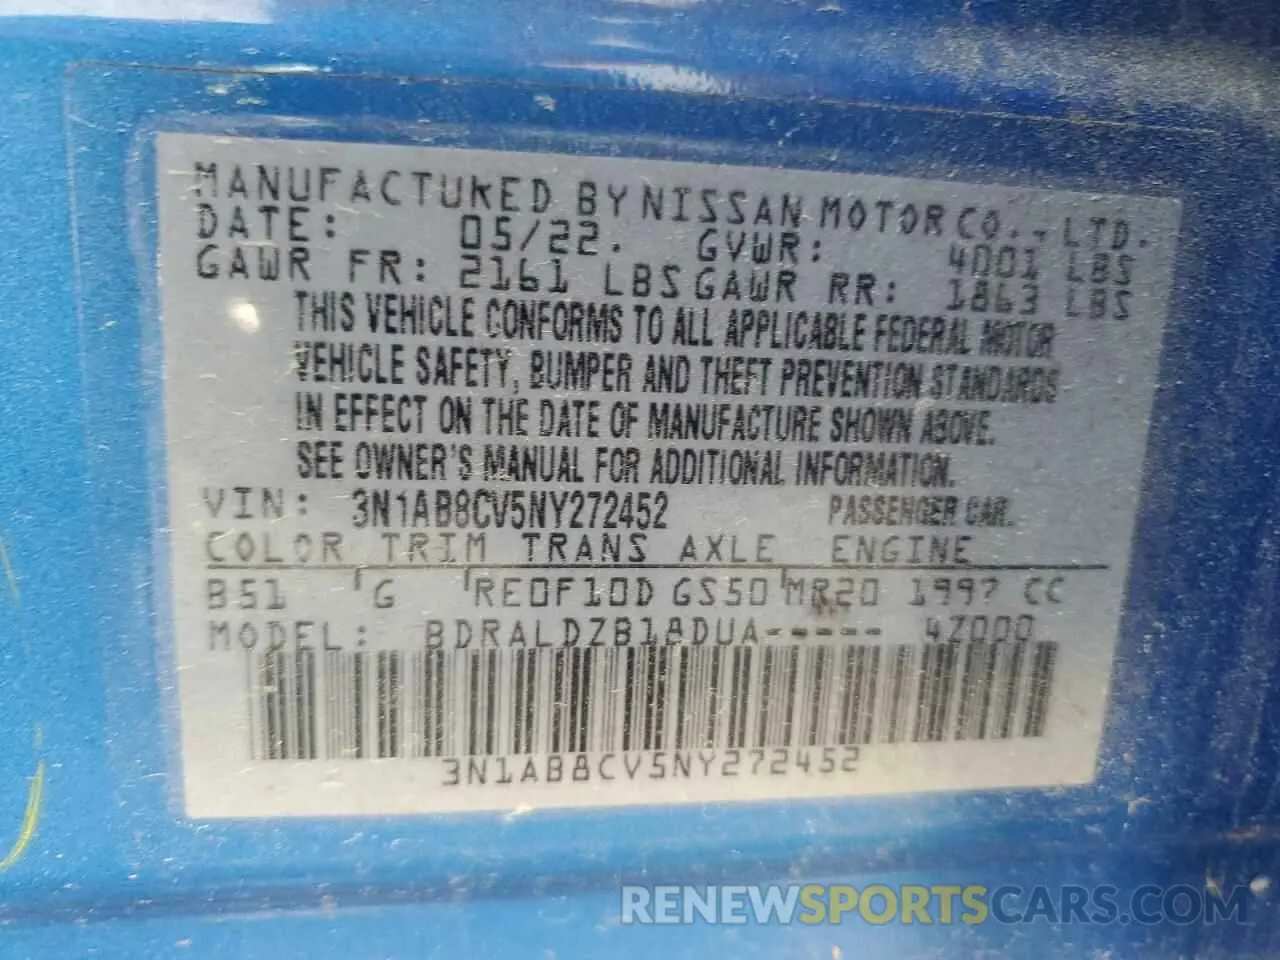 MANUFACTURED BY NISSAN MOTOR CO., LTD.
DATE: 05/22. GVWR: 4001 LBS
GAWR FR: 2161 LBS GAWR RR: 1863 LBS
THIS VEHICLE CONFORMS TO ALL APPLICABLE FEDERAL MOTOR
VEHICLE SAFETY, BUMPER AND THEFT PREVENTION STANDARDS
IN EFFECT ON THE DATE OF MANUFACTURE SHOWN ABOVE.
SEE OWNER'S MANUAL FOR ADDITIONAL INFORMATION.
VIN: 3N1AB8CV5NY272452 PASSENGER CAR.
COLOR TRIM TRANS AXLE ENGINE
B51 G RE0F10D GS50 MR20 1997 CC
MODEL: BDRALDZB18DUA----- 4Z000
3N1AB8CV5NY272452
RENEWSPORTSCARS.COM